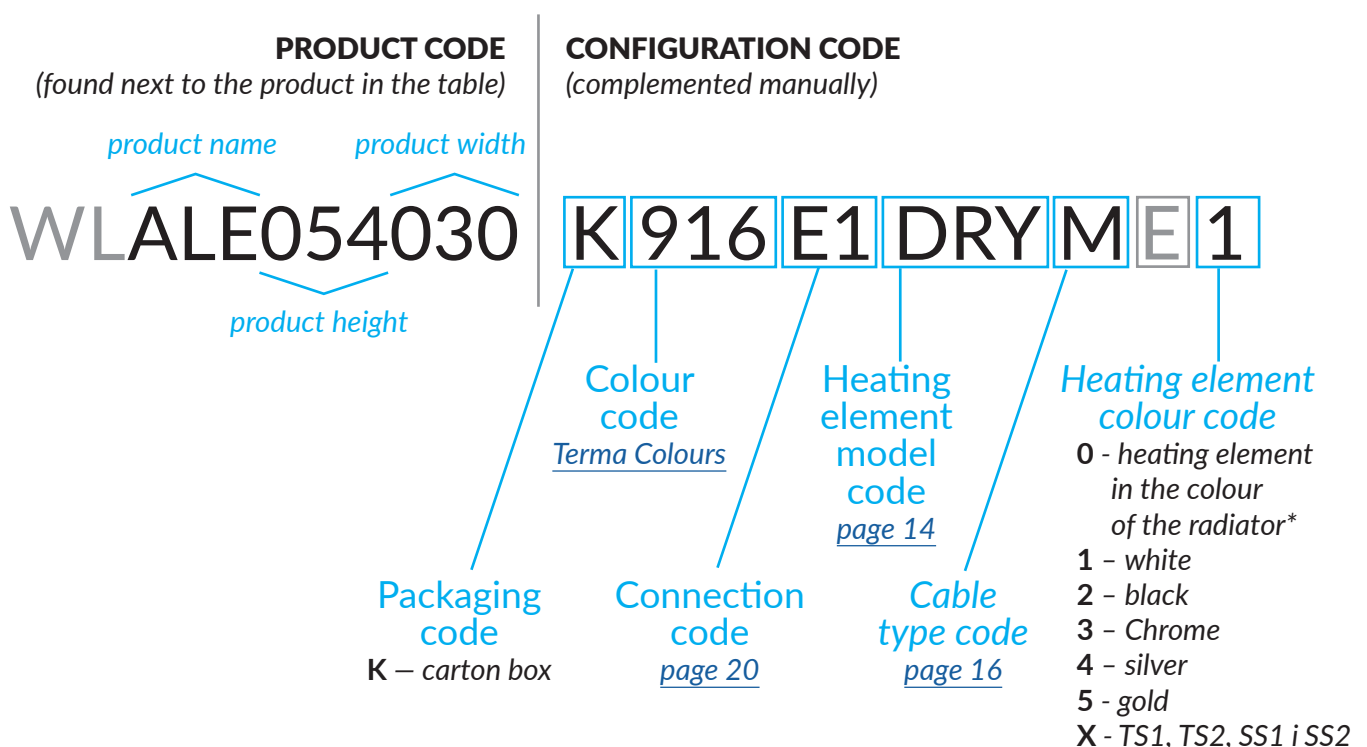 PRODUCT CODE
(found next to the product in the table)
CONFIGURATION CODE
(complemented manually)
product name
product width
WLALE054030
K 916 E1 DRY M E 1
product height
Colour
code
Terma Colours
Heating
element
model
code
page 14
Heating element
colour code
0 - heating element
in the colour
of the radiator*
1 – white
2 – black
3 – Chrome
4 – silver
5 - gold
X - TS1, TS2, SS1 i SS2
Packaging
code
K – carton box
Connection
code
page 20
Cable
type code
page 16